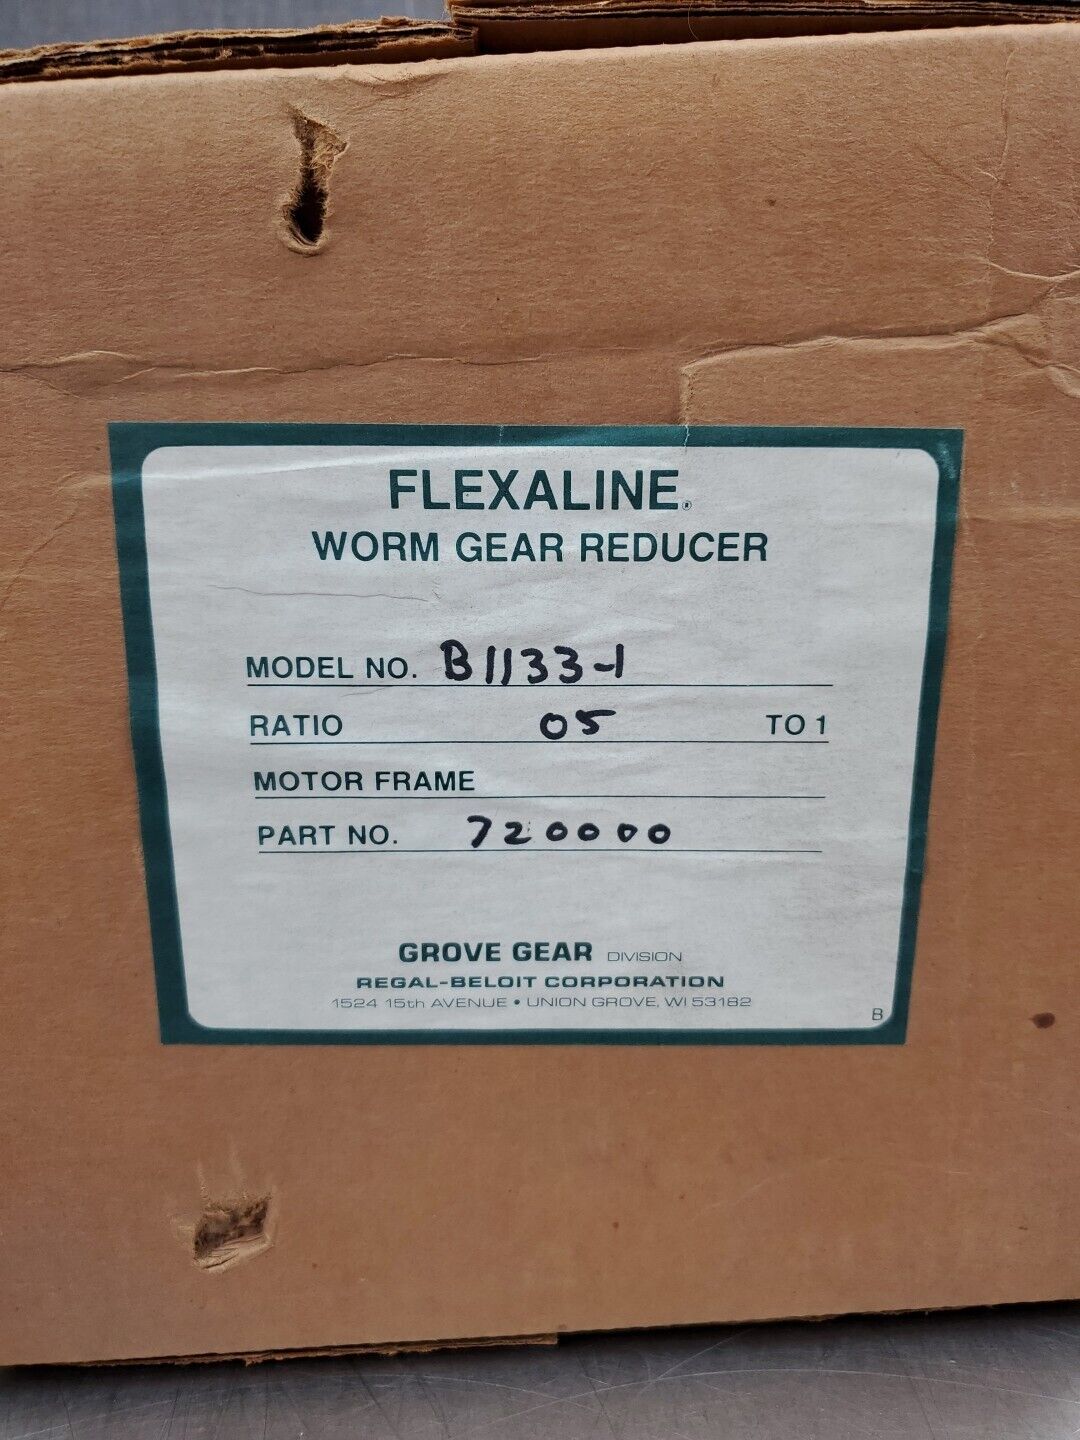 FLEXALINE®
WORM GEAR REDUCER
MODEL NO. B1133-1
RATIO 05 TO 1
MOTOR FRAME
PART NO. 720000
GROVE GEAR DIVISION
REGAL-BELOIT CORPORATION
1524 15th AVENUE • UNION GROVE, WI 53182
B